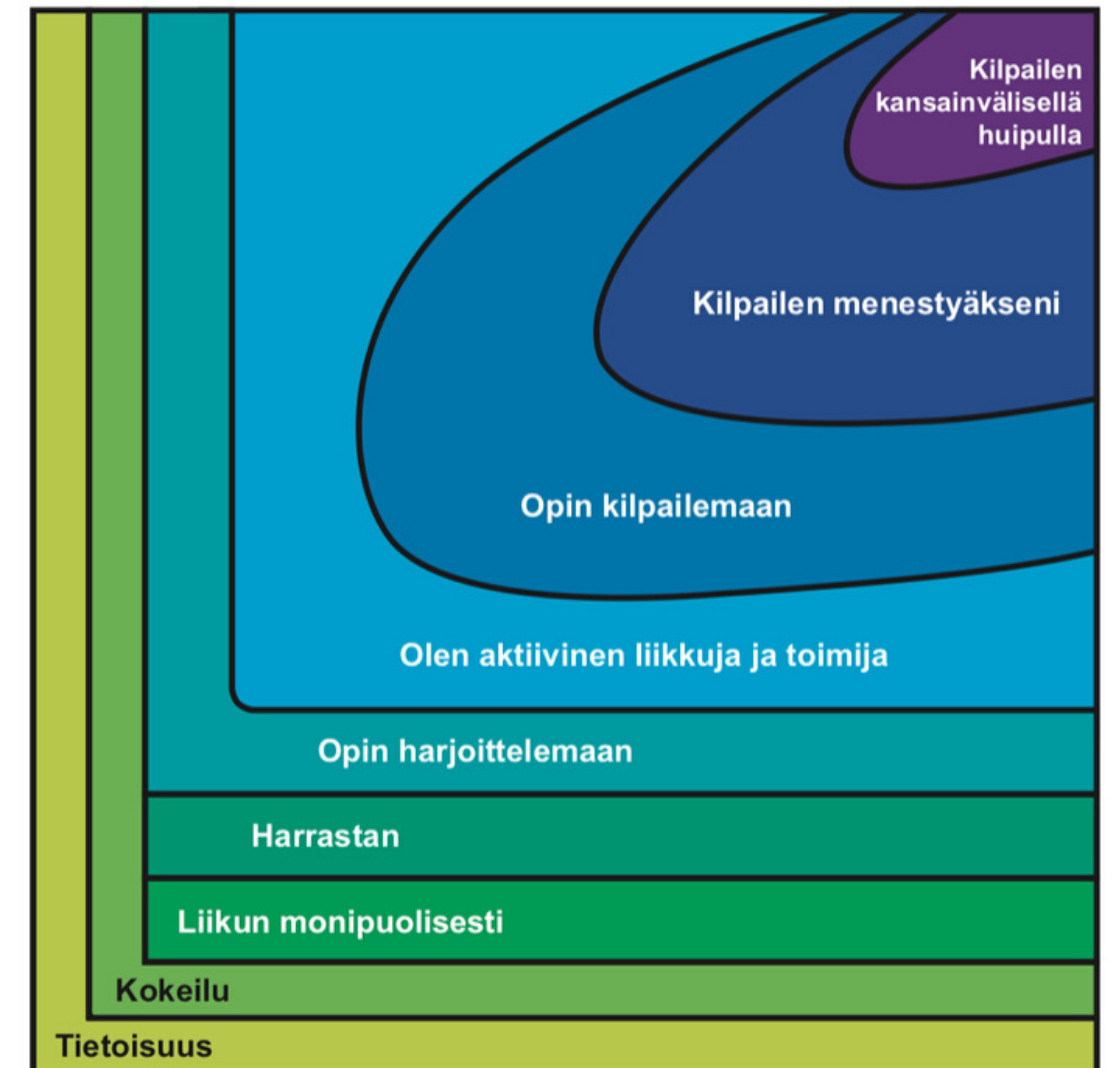 Kilpailen
kansainvälisellä
huipulla
Kilpailen menestyäkseni
Opin kilpailemaan
Olen aktiivinen liikkuja ja toimija
Opin harjoittelemaan
Harrastan
Liikun monipuolisesti
Kokeilu
Tietoisuus